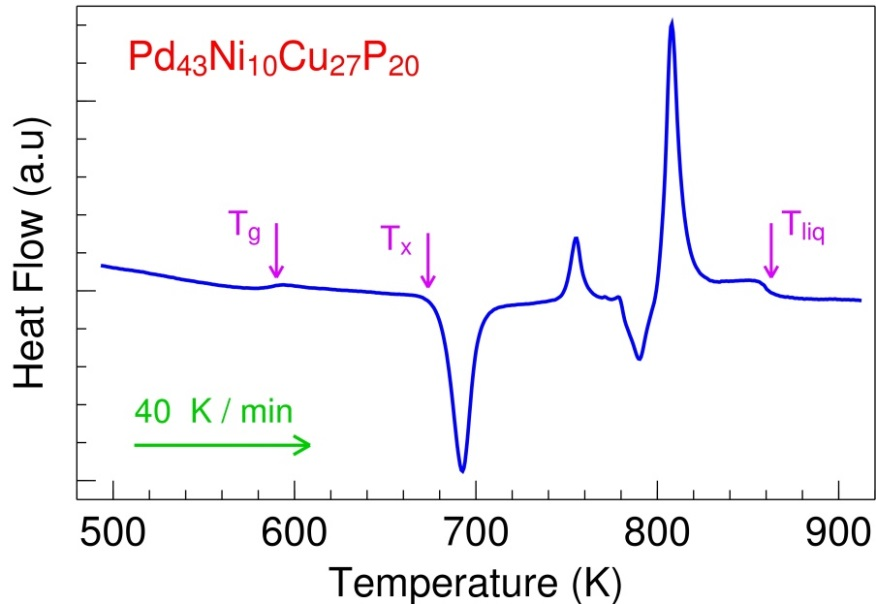 Pd43Ni10Cu27P20
Heat Flow (a.u)
Tg
Tx
Tliq
40 K / min
500 600 700 800 900
Temperature (K)